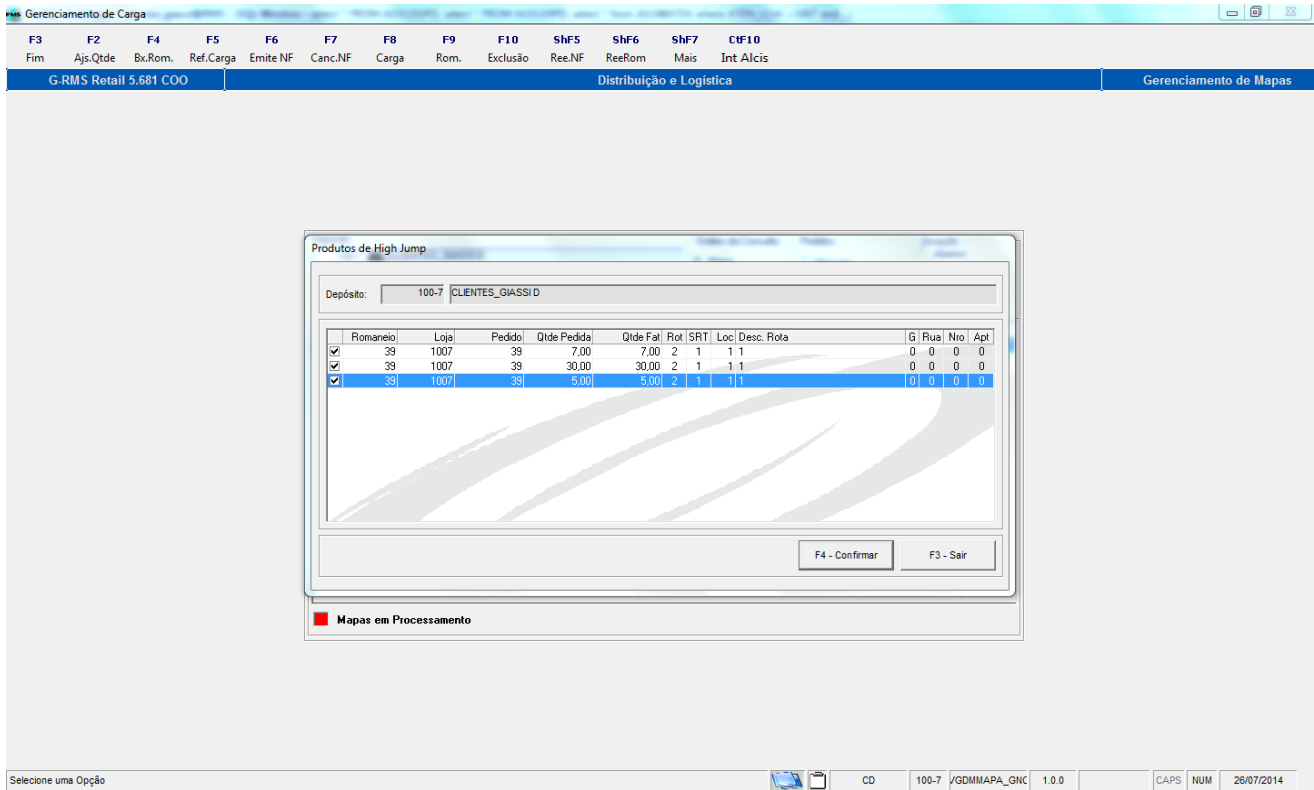 RMS Gerenciamento de Carga
F3 F2 F4 F5 F6 F7 F8 F9 F10 ShF5 ShF6 ShF7 CtF10
Fim Ajs.Qtde Bx.Rom. Ref.Carga Emite NF Canc.NF Carga Rom. Exclusão Ree.NF ReeRom Mais Int Alcis
G-RMS Retail 5.681 COO Distribuição e Logística Gerenciamento de Mapas
Produtos de High Jump
Depósito: 100-7 CLIENTES_GIASSI D
Romaneio Loja Pedido Qtde Pedida Qtde Fat Rot SRT Loc Desc. Rota G Rua Nro Apt
39 1007 39 7,00 7,00 2 1 1 1 0 0 0 0
39 1007 39 30,00 30,00 2 1 1 1 0 0 0 0
39 1007 39 5,00 5,00 2 1 1 1 0 0 0 0
F4 - Confirmar F3 - Sair
Mapas em Processamento
Selecione uma Opção CD 100-7 /GDMMAPA_GNC 1.0.0 CAPS NUM 26/07/2014